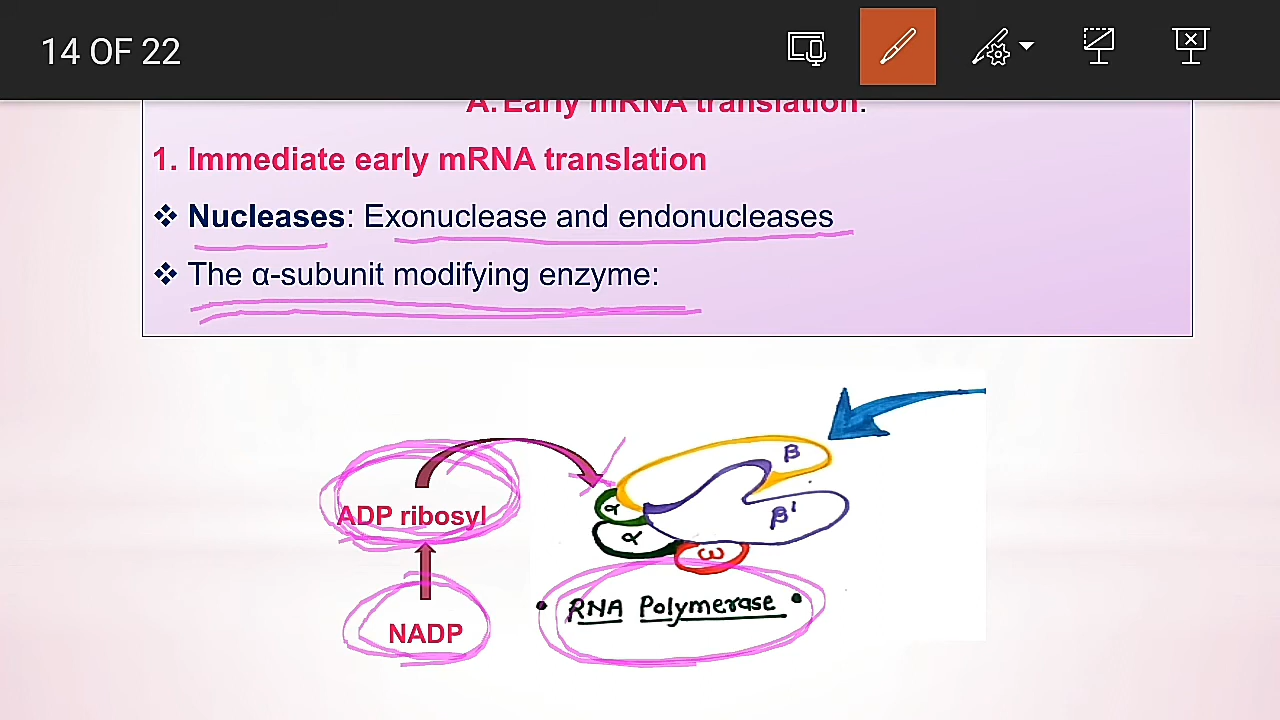 14 OF 22
A. Early mRNA translation.
1. Immediate early mRNA translation
❖ Nucleases: Exonuclease and endonucleases
❖ The α-subunit modifying enzyme:
β
α
β'
ADP ribosyl
α
ω
• RNA Polymerase •
NADP